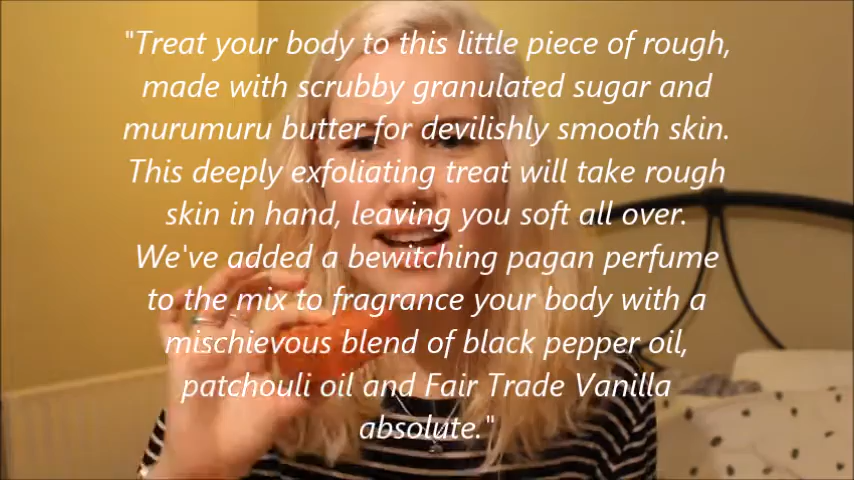 "Treat your body to this little piece of rough,
made with scrubby granulated sugar and
murumuru butter for devilishly smooth skin.
This deeply exfoliating treat will take rough
skin in hand, leaving you soft all over.
We've added a bewitching pagan perfume
to the mix to fragrance your body with a
mischievous blend of black pepper oil,
patchouli oil and Fair Trade Vanilla
absolute."